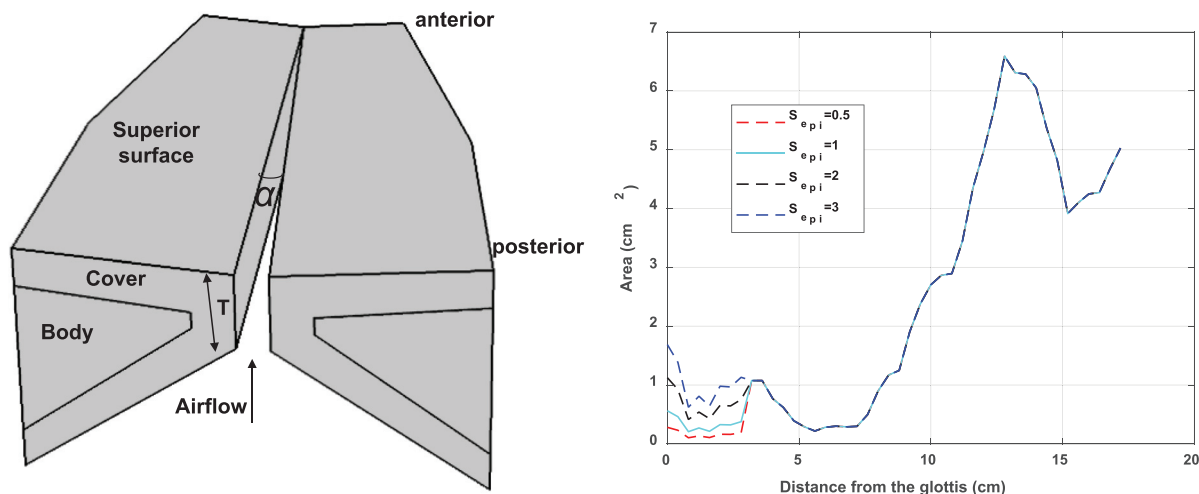 anterior
Superior
surface
α
posterior
Cover
T
Body
Airflow
7
6
5
4
3
2
1
0
Area (cm 2 )
S e p i =0.5
S e p i =1
S e p i =2
S e p i =3
0 5 10 15 20
Distance from the glottis (cm)